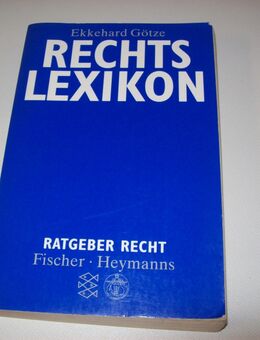 Ekkehard Götze
RECHTS
LEXIKON
RATGEBER RECHT
Fischer · Heymanns